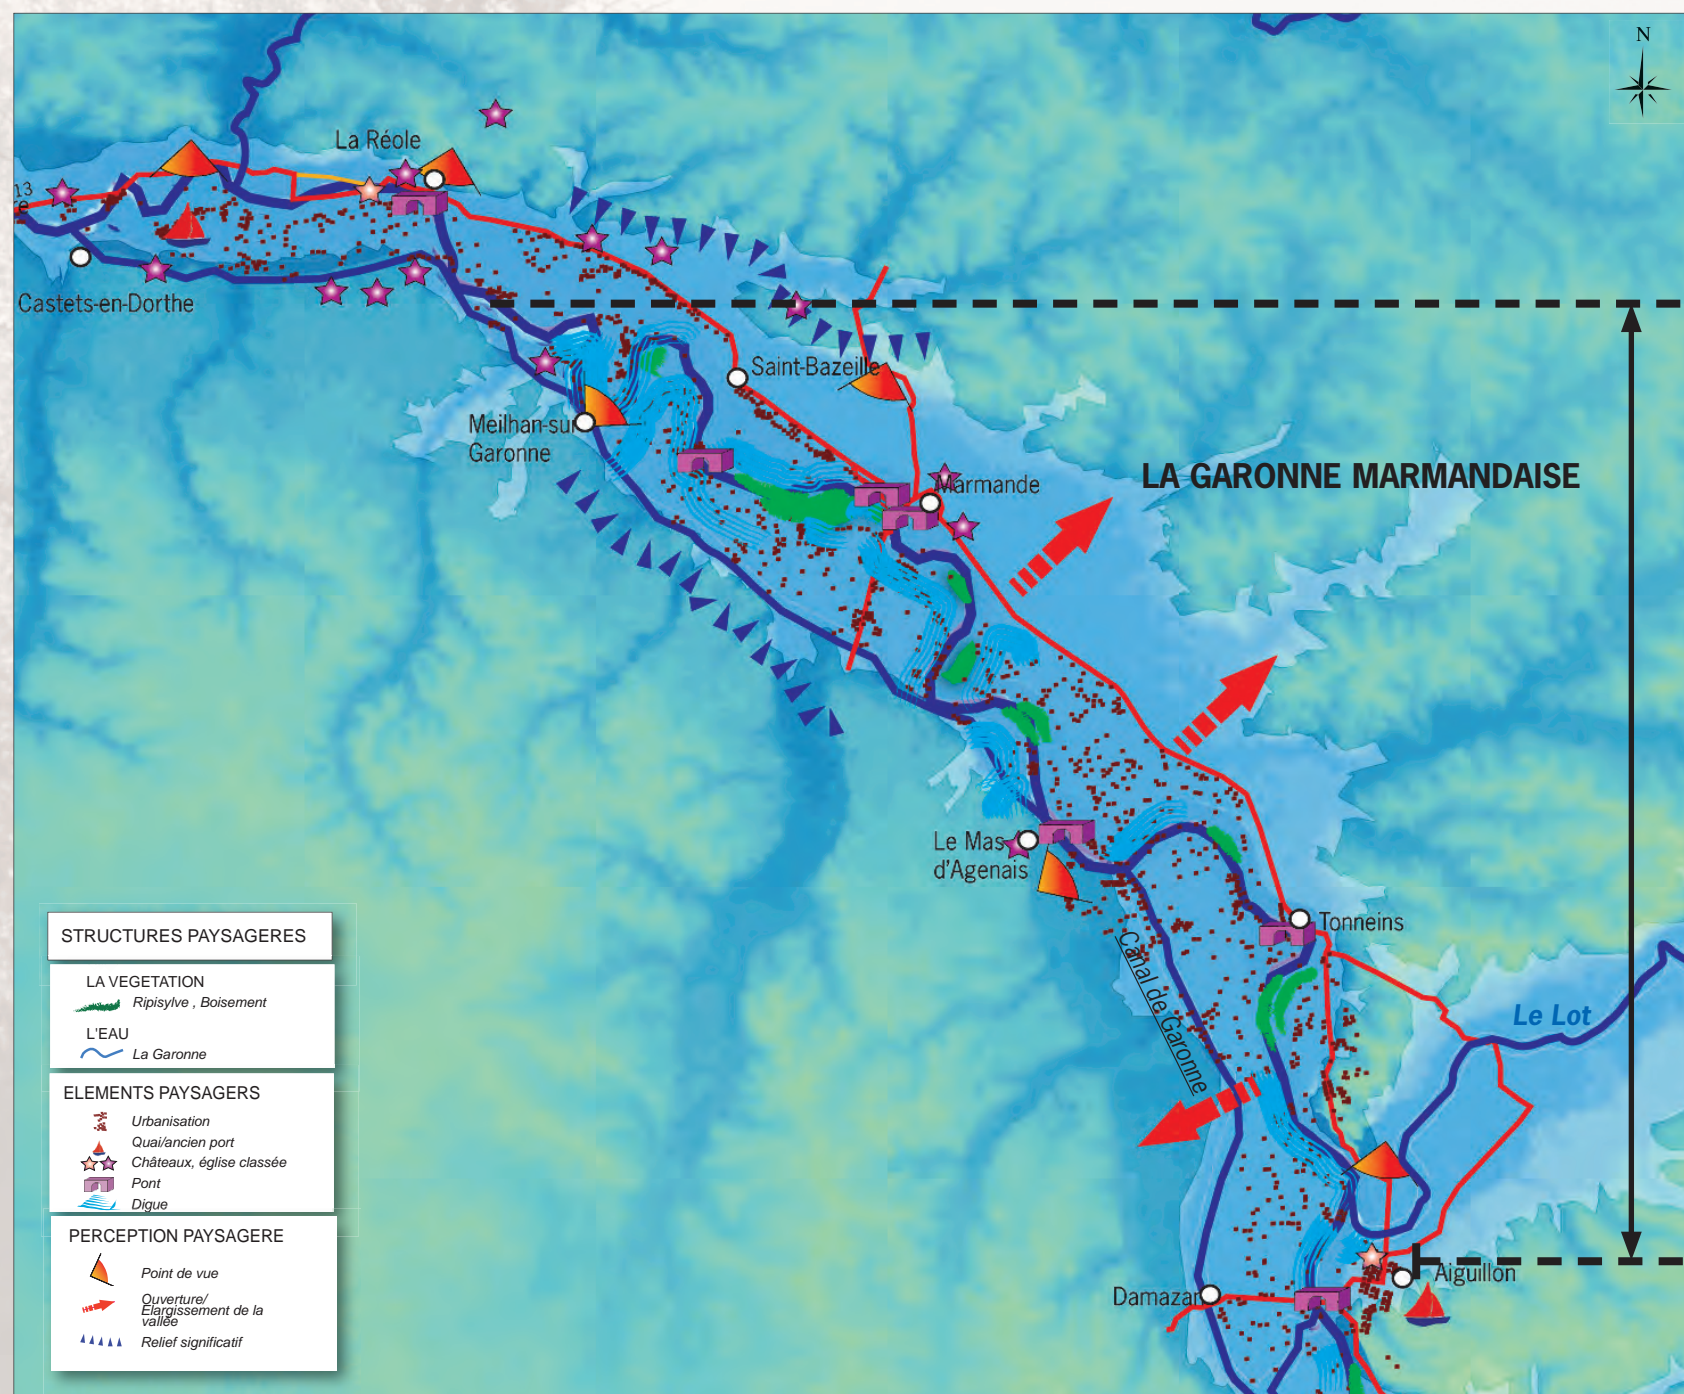 N
La Réole
13
re
Castets-en-Dorthe
Saint-Bazeille
Meilhan-sur
Garonne
LA GARONNE MARMANDAISE
Marmande
Le Mas
d'Agenais
Tonneins
Canal de Garonne
Le Lot
Aiguillon
Damazan
STRUCTURES PAYSAGERES
LA VEGETATION
Ripisylve , Boisement
L'EAU
La Garonne
ELEMENTS PAYSAGERS
Urbanisation
Quai/ancien port
Châteaux, église classée
Pont
Digue
PERCEPTION PAYSAGERE
Point de vue
Ouverture/
Elargissement de la
vallée
Relief significatif